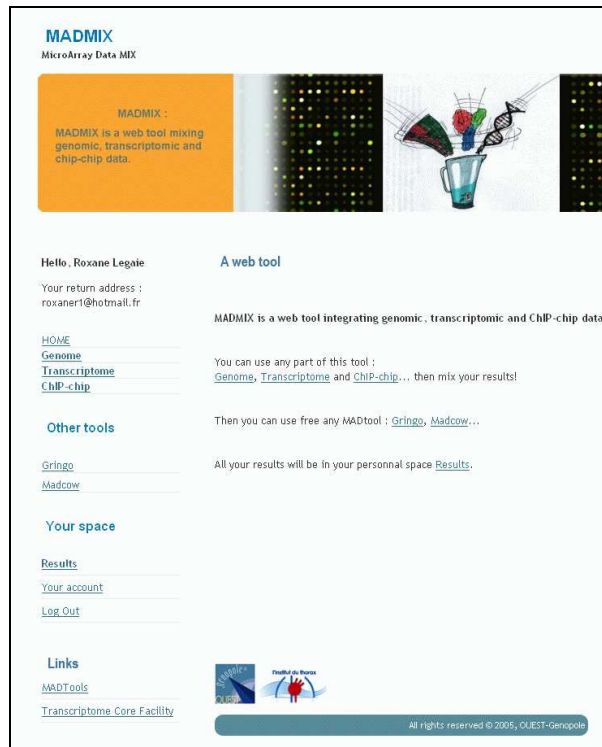 MADMIX
MicroArray Data MIX
MADMIX :
MADMIX is a web tool mixing
genomic, transcriptomic and
chip-chip data.
Hello, Roxane Legaie
Your return address :
roxaner1@hotmail.fr
HOME
Genome
Transcriptome
ChIP-chip
Other tools
Gringo
Madcow
Your space
Results
Your account
Log Out
Links
MADTools
Transcriptome Core Facility
A web tool
MADMIX is a web tool integrating genomic, transcriptomic and ChIP-chip data
You can use any part of this tool :
Genome, Transcriptome and ChIP-chip... then mix your results!
Then you can use free any MADtool : Gringo, Madcow...
All your results will be in your personnal space Results.
genopole
OUEST
l'institut du thorax
All rights reserved © 2005, OUEST-Genopole